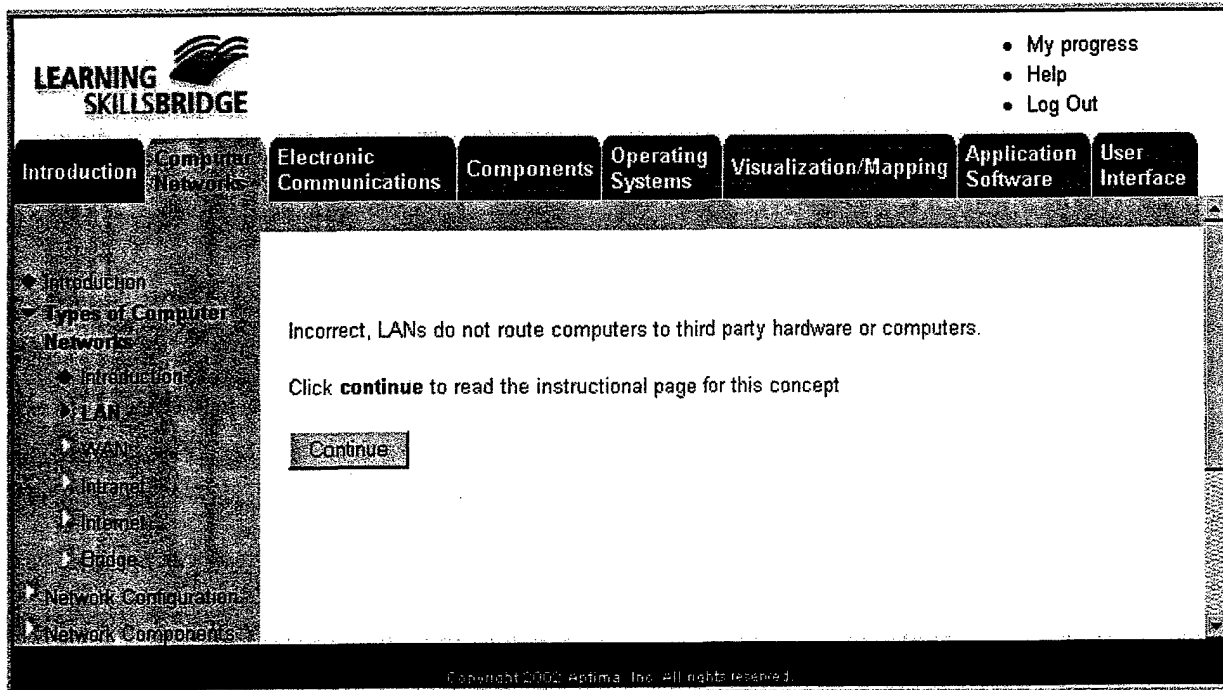 LEARNING
SKILLSBRIDGE
My progress
Help
Log Out
Introduction
Computer
Networks
Electronic
Communications
Components
Operating
Systems
Visualization/Mapping
Application
Software
User
Interface
Introduction
Types of Computer
Networks
Introduction
LAN
WAN
Intranet
Internet
Bridge
Network Configuration
Network Components
Incorrect, LANs do not route computers to third party hardware or computers.
Click continue to read the instructional page for this concept
Continue
Copyright 2002 Aptima, Inc. All rights reserved.